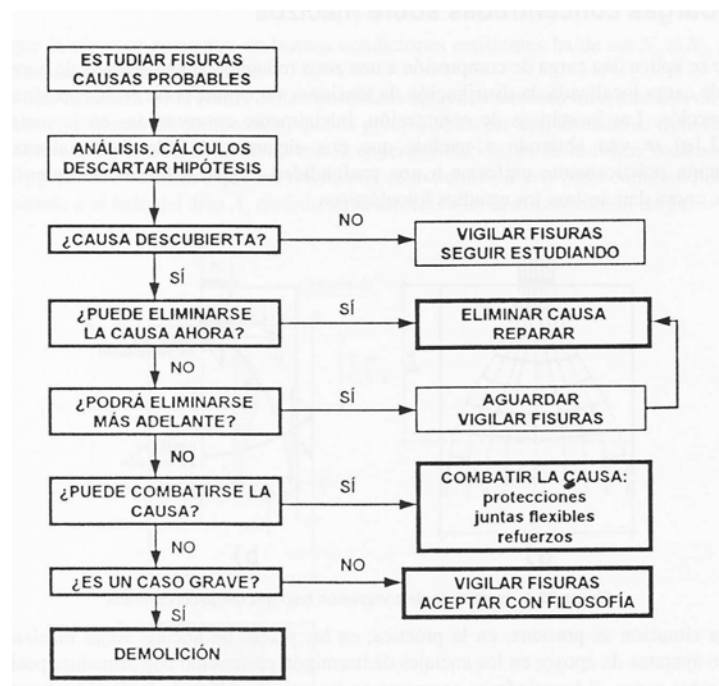 ESTUDIAR FISURAS
CAUSAS PROBABLES
ANÁLISIS. CÁLCULOS
DESCARTAR HIPÓTESIS
¿CAUSA DESCUBIERTA?
NO
VIGILAR FISURAS
SEGUIR ESTUDIANDO
SÍ
¿PUEDE ELIMINARSE
LA CAUSA AHORA?
SÍ
ELIMINAR CAUSA
REPARAR
NO
¿PODRÁ ELIMINARSE
MÁS ADELANTE?
SÍ
AGUARDAR
VIGILAR FISURAS
NO
¿PUEDE COMBATIRSE LA
CAUSA?
SÍ
COMBATIR LA CAUSA:
protecciones
juntas flexibles
refuerzos
NO
¿ES UN CASO GRAVE?
NO
VIGILAR FISURAS
ACEPTAR CON FILOSOFÍA
SÍ
DEMOLICIÓN